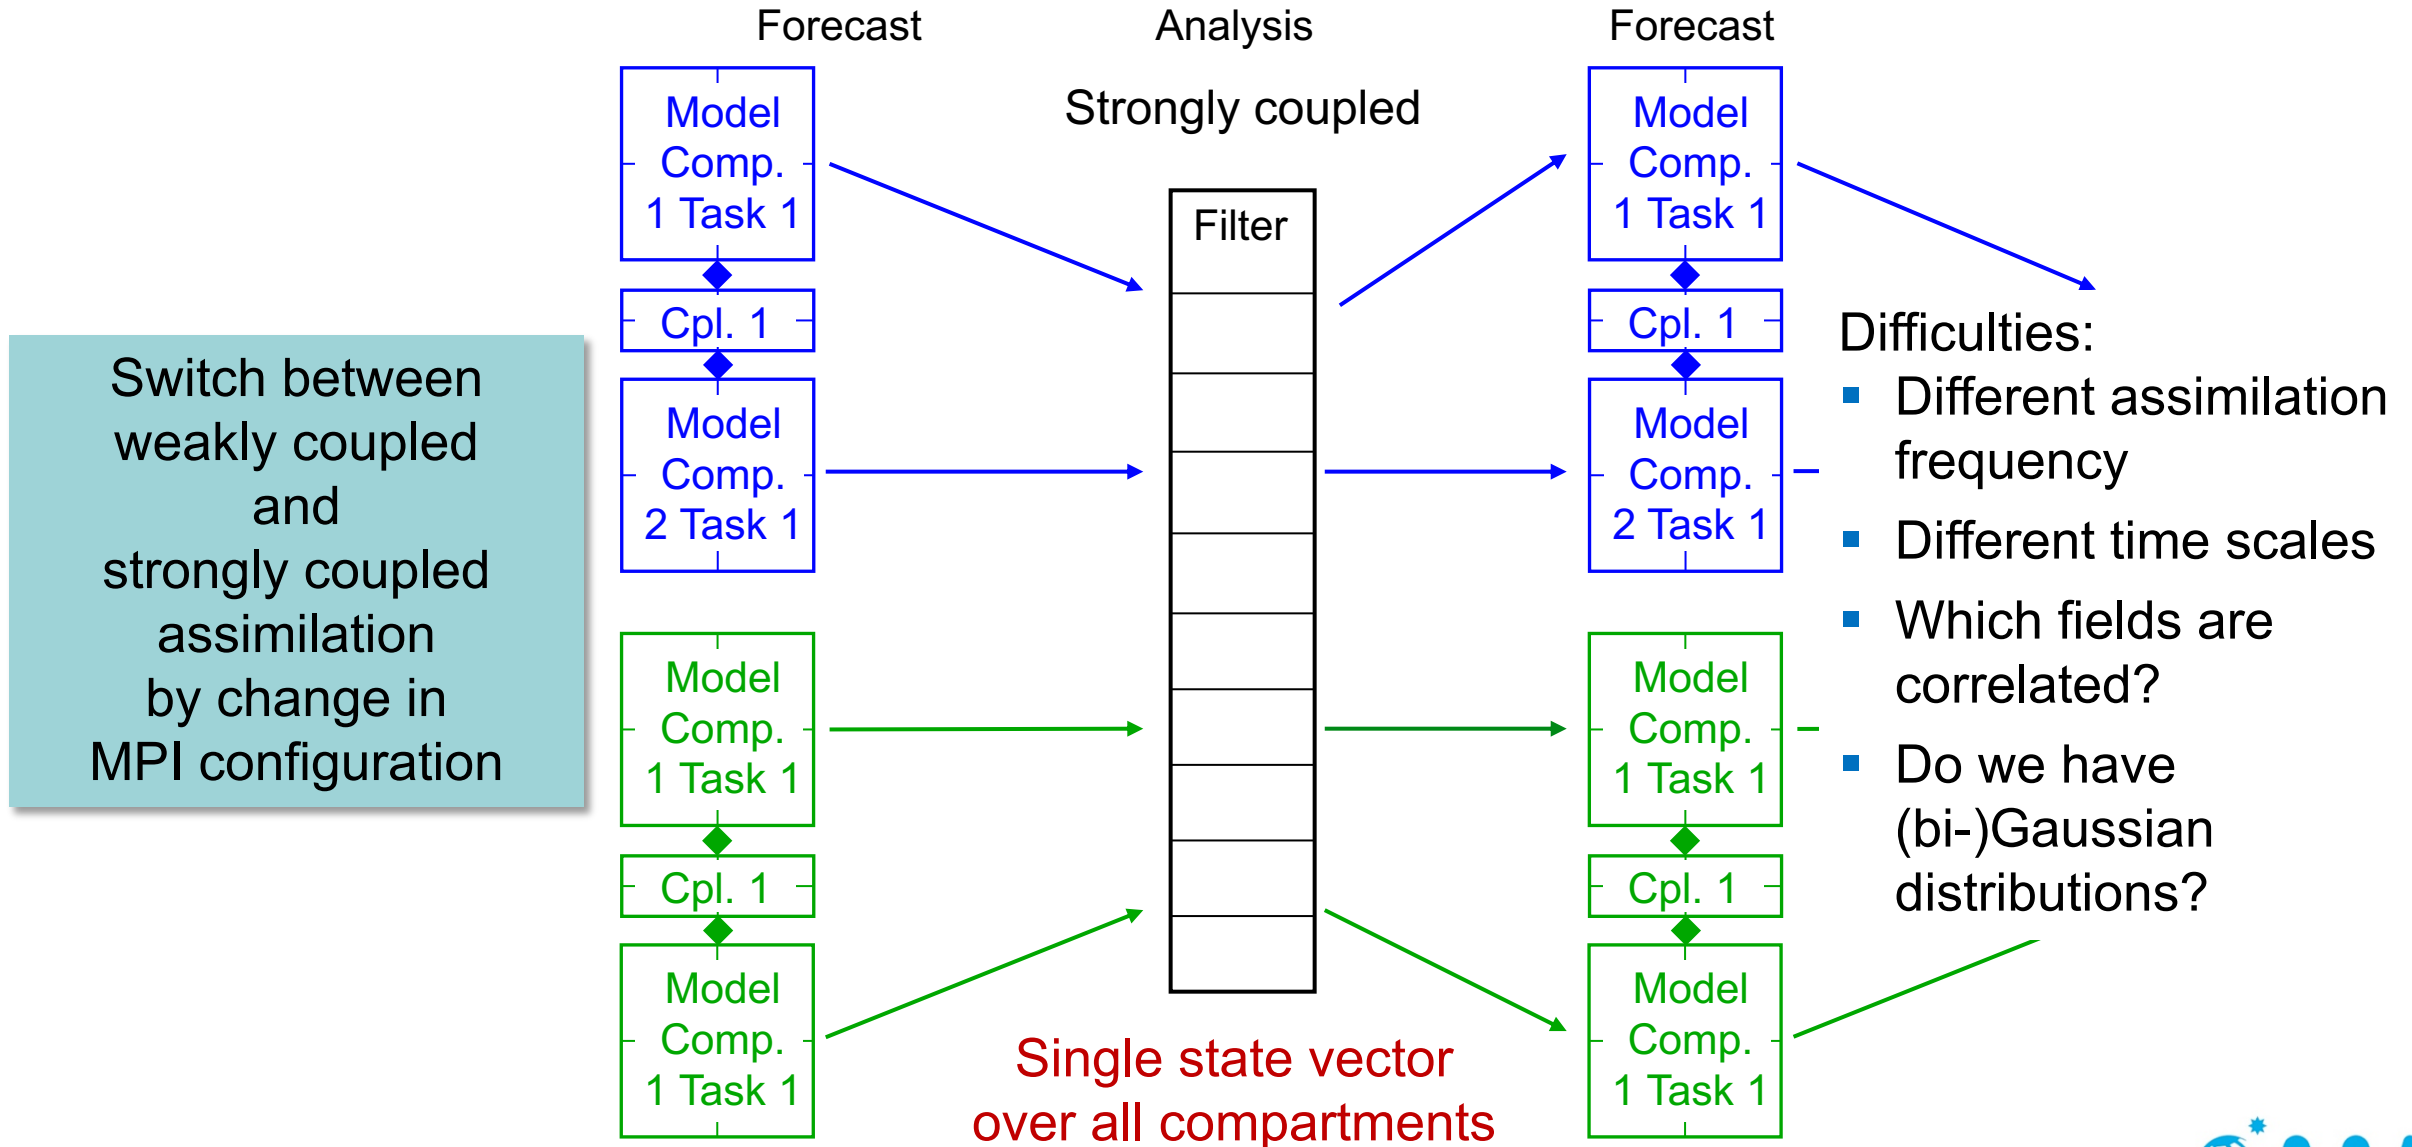 Forecast
Analysis
Forecast
Strongly coupled
Switch between
weakly coupled
and
strongly coupled
assimilation
by change in
MPI configuration
Model
Comp.
1 Task 1
Cpl. 1
Model
Comp.
2 Task 1
Model
Comp.
1 Task 1
Cpl. 1
Model
Comp.
1 Task 1
Filter
Single state vector
over all compartments
Model
Comp.
1 Task 1
Cpl. 1
Model
Comp.
2 Task 1
Model
Comp.
1 Task 1
Cpl. 1
Model
Comp.
1 Task 1
Difficulties:
▪ Different assimilation
frequency
▪ Different time scales
▪ Which fields are
correlated?
▪ Do we have
(bi-)Gaussian
distributions?